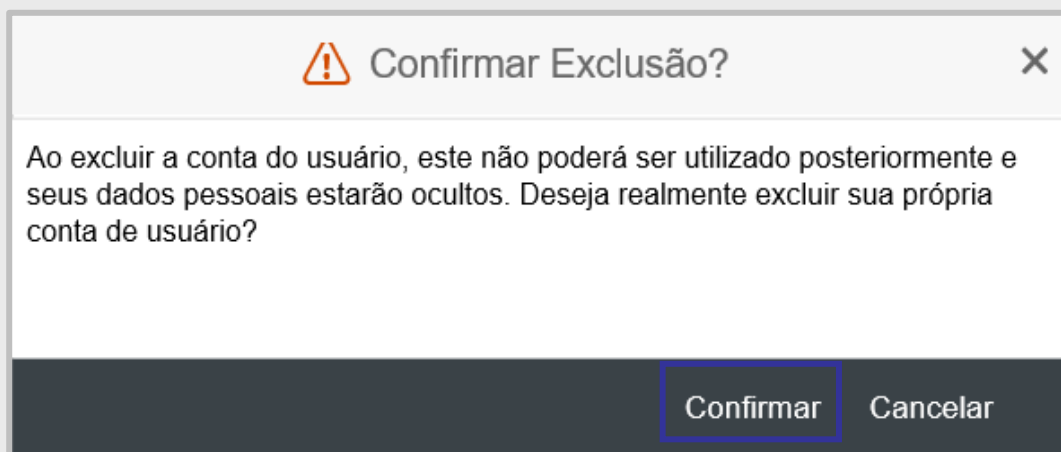 Confirmar Exclusão?
Ao excluir a conta do usuário, este não poderá ser utilizado posteriormente e
seus dados pessoais estarão ocultos. Deseja realmente excluir sua própria
conta de usuário?
Confirmar Cancelar